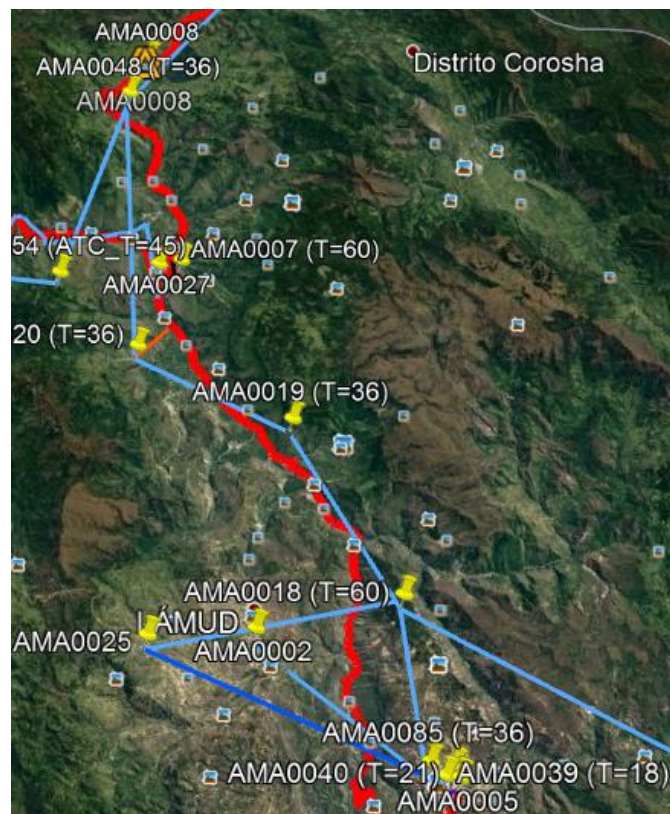 AMA0008
Distrito Corosha
AMA0048 (T=36)
AMA0008
54 (ATC_T=45)
AMA0007 (T=60)
AMA0027
20 (T=36)
AMA0019 (T=36)
AMA0018 (T=60)
LÁMUD
AMA0025
AMA0002
AMA0085 (T=36)
AMA0040 (T=21)
AMA0039 (T=18)
AMA0005